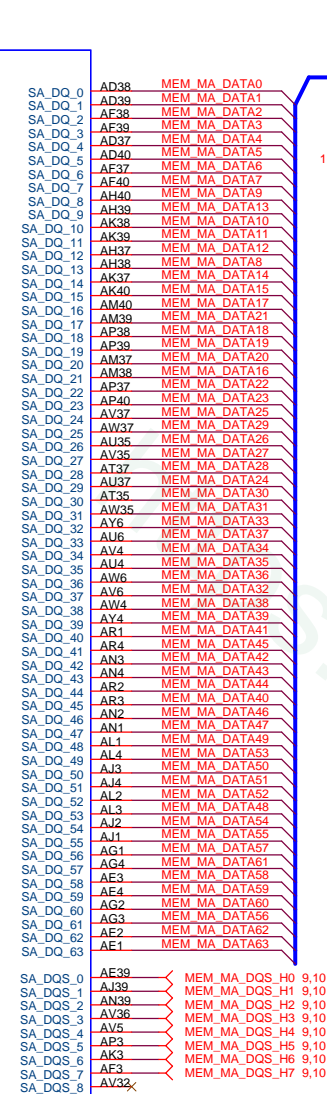 SA_DQ_0 AD38 MEM_MA_DATA0
SA_DQ_1 AD39 MEM_MA_DATA1
SA_DQ_2 AF38 MEM_MA_DATA2
SA_DQ_3 AF39 MEM_MA_DATA3
SA_DQ_4 AD37 MEM_MA_DATA4
SA_DQ_5 AD40 MEM_MA_DATA5 1
SA_DQ_6 AF37 MEM_MA_DATA6
SA_DQ_7 AF40 MEM_MA_DATA7
SA_DQ_8 AH40 MEM_MA_DATA9
SA_DQ_9 AH39 MEM_MA_DATA13
SA_DQ_10 AK38 MEM_MA_DATA10
SA_DQ_11 AK39 MEM_MA_DATA11
SA_DQ_12 AH37 MEM_MA_DATA12
SA_DQ_13 AH38 MEM_MA_DATA8
SA_DQ_14 AK37 MEM_MA_DATA14
SA_DQ_15 AK40 MEM_MA_DATA15
SA_DQ_16 AM40 MEM_MA_DATA17
SA_DQ_17 AM39 MEM_MA_DATA21
SA_DQ_18 AP38 MEM_MA_DATA18
SA_DQ_19 AP39 MEM_MA_DATA19
SA_DQ_20 AM37 MEM_MA_DATA20
SA_DQ_21 AM38 MEM_MA_DATA16
SA_DQ_22 AP37 MEM_MA_DATA22
SA_DQ_23 AP40 MEM_MA_DATA23
SA_DQ_24 AV37 MEM_MA_DATA25
SA_DQ_25 AW37 MEM_MA_DATA29
SA_DQ_26 AU35 MEM_MA_DATA26
SA_DQ_27 AV35 MEM_MA_DATA27
SA_DQ_28 AT37 MEM_MA_DATA28
SA_DQ_29 AU37 MEM_MA_DATA24
SA_DQ_30 AT35 MEM_MA_DATA30
SA_DQ_31 AW35 MEM_MA_DATA31
SA_DQ_32 AY6 MEM_MA_DATA33
SA_DQ_33 AU6 MEM_MA_DATA37
SA_DQ_34 AV4 MEM_MA_DATA34
SA_DQ_35 AU4 MEM_MA_DATA35
SA_DQ_36 AW6 MEM_MA_DATA36
SA_DQ_37 AV6 MEM_MA_DATA32
SA_DQ_38 AW4 MEM_MA_DATA38
SA_DQ_39 AY4 MEM_MA_DATA39
SA_DQ_40 AR1 MEM_MA_DATA41
SA_DQ_41 AR4 MEM_MA_DATA45
SA_DQ_42 AN3 MEM_MA_DATA42
SA_DQ_43 AN4 MEM_MA_DATA43
SA_DQ_44 AR2 MEM_MA_DATA44
SA_DQ_45 AR3 MEM_MA_DATA40
SA_DQ_46 AN2 MEM_MA_DATA46
SA_DQ_47 AN1 MEM_MA_DATA47
SA_DQ_48 AL1 MEM_MA_DATA49
SA_DQ_49 AL4 MEM_MA_DATA53
SA_DQ_50 AJ3 MEM_MA_DATA50
SA_DQ_51 AJ4 MEM_MA_DATA51
SA_DQ_52 AL2 MEM_MA_DATA52
SA_DQ_53 AL3 MEM_MA_DATA48
SA_DQ_54 AJ2 MEM_MA_DATA54
SA_DQ_55 AJ1 MEM_MA_DATA55
SA_DQ_56 AG1 MEM_MA_DATA57
SA_DQ_57 AG4 MEM_MA_DATA61
SA_DQ_58 AE3 MEM_MA_DATA58
SA_DQ_59 AE4 MEM_MA_DATA59
SA_DQ_60 AG2 MEM_MA_DATA60
SA_DQ_61 AG3 MEM_MA_DATA56
SA_DQ_62 AE2 MEM_MA_DATA62
SA_DQ_63 AE1 MEM_MA_DATA63
SA_DQS_0 AE39 MEM_MA_DQS_H0 9,10
SA_DQS_1 AJ39 MEM_MA_DQS_H1 9,10
SA_DQS_2 AN39 MEM_MA_DQS_H2 9,10
SA_DQS_3 AV36 MEM_MA_DQS_H3 9,10
SA_DQS_4 AV5 MEM_MA_DQS_H4 9,10
SA_DQS_5 AP3 MEM_MA_DQS_H5 9,10
SA_DQS_6 AK3 MEM_MA_DQS_H6 9,10
SA_DQS_7 AF3 MEM_MA_DQS_H7 9,10
SA_DQS_8 AV32